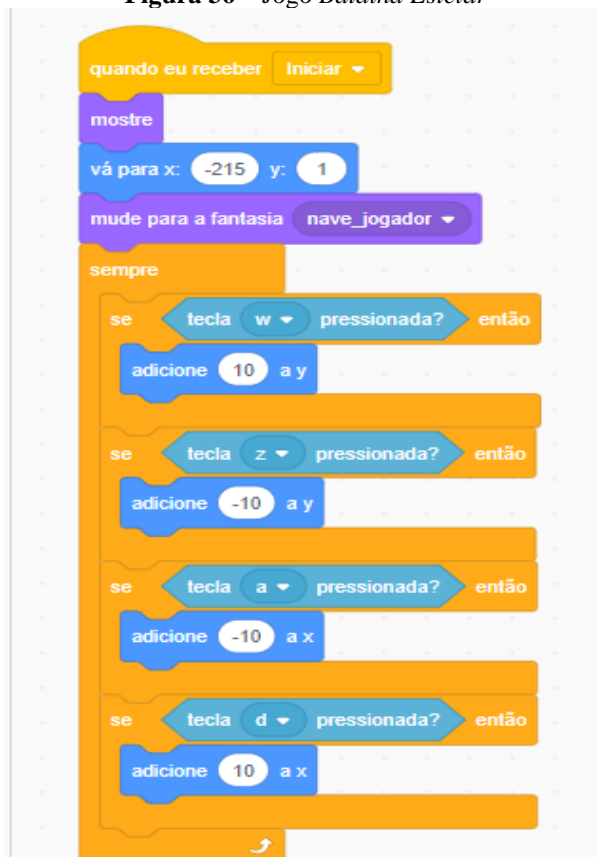 quando eu receber Iniciar
mostre
vá para x: -215 y: 1
mude para a fantasia nave_jogador
sempre
se tecla w pressionada? então
adicione 10 a y
se tecla z pressionada? então
adicione -10 a y
se tecla a pressionada? então
adicione -10 a x
se tecla d pressionada? então
adicione 10 a x